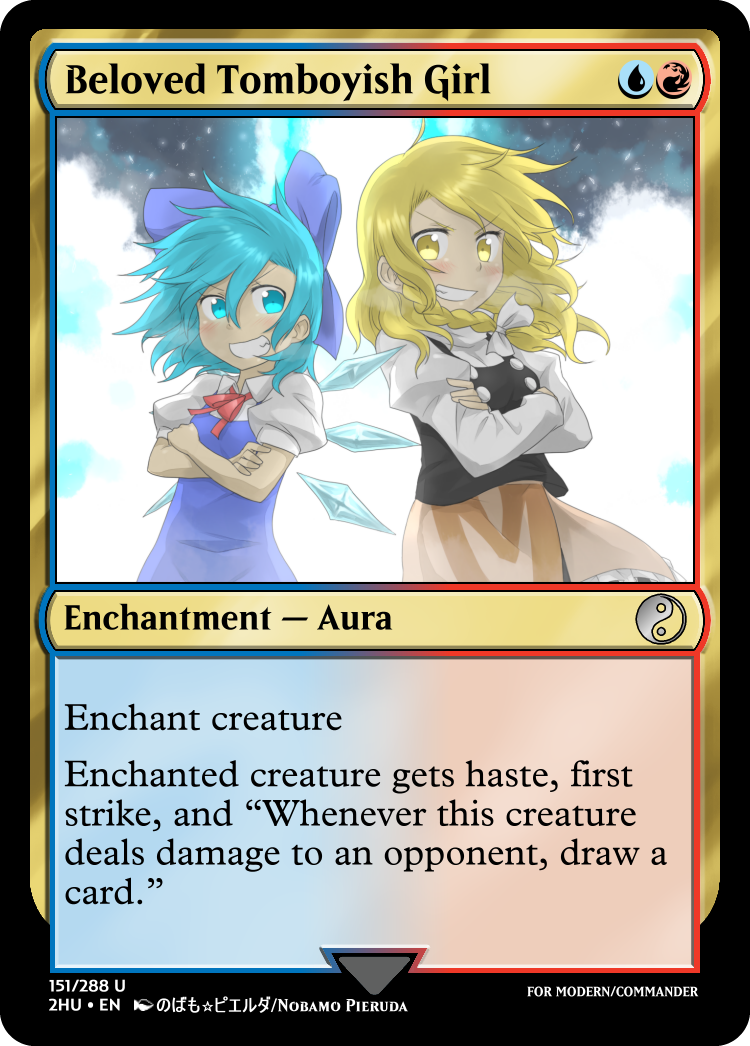 Beloved Tomboyish Girl
Enchantment — Aura
Enchant creature
Enchanted creature gets haste, first
strike, and “Whenever this creature
deals damage to an opponent, draw a
card.”
151/288 U
2HU • EN のばも☆ピエルダ/Nobamo Pieruda
FOR MODERN/COMMANDER